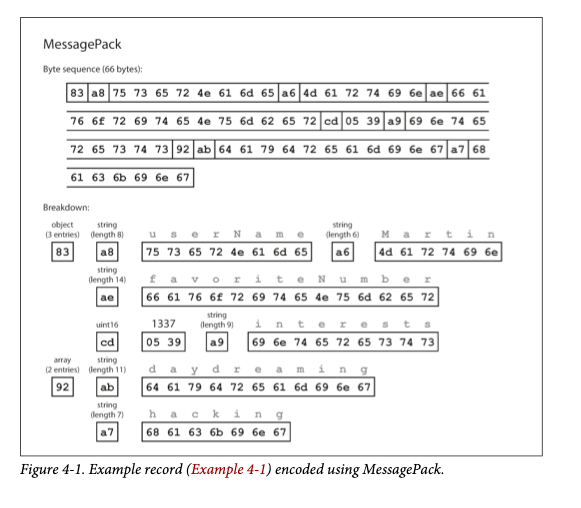 MessagePack
Byte sequence (66 bytes):
83 a8 75 73 65 72 4e 61 6d 65 a6 4d 61 72 74 69 6e ae 66 61
76 6f 72 69 74 65 4e 75 6d 62 65 72 cd 05 39 a9 69 6e 74 65
72 65 73 74 73 92 ab 64 61 79 64 72 65 61 6d 69 6e 67 a7 68
61 63 6b 69 6e 67
Breakdown:
object
(3 entries)
83
string
(length 8)
a8
u s e r N a m e
75 73 65 72 4e 61 6d 65
string
(length 6)
a6
M a r t i n
4d 61 72 74 69 6e
string
(length 14)
ae
f a v o r i t e N u m b e r
66 61 76 6f 72 69 74 65 4e 75 6d 62 65 72
uint16
cd
1337
05 39
string
(length 9)
a9
i n t e r e s t s
69 6e 74 65 72 65 73 74 73
array
(2 entries)
92
string
(length 11)
ab
d a y d r e a m i n g
64 61 79 64 72 65 61 6d 69 6e 67
string
(length 7)
a7
h a c k i n g
68 61 63 6b 69 6e 67
Figure 4-1. Example record (Example 4-1) encoded using MessagePack.